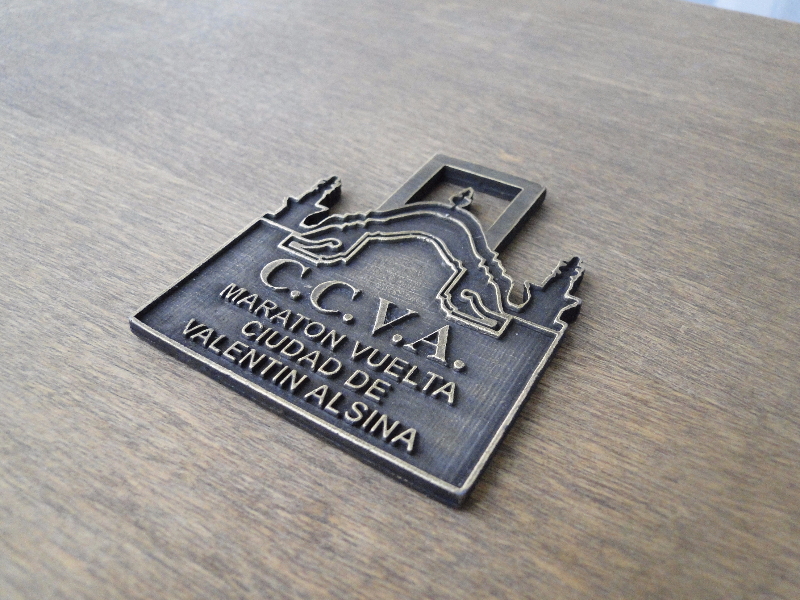 C.C.V.A.
MARATON VUELTA
CIUDAD DE
VALENTIN ALSINA